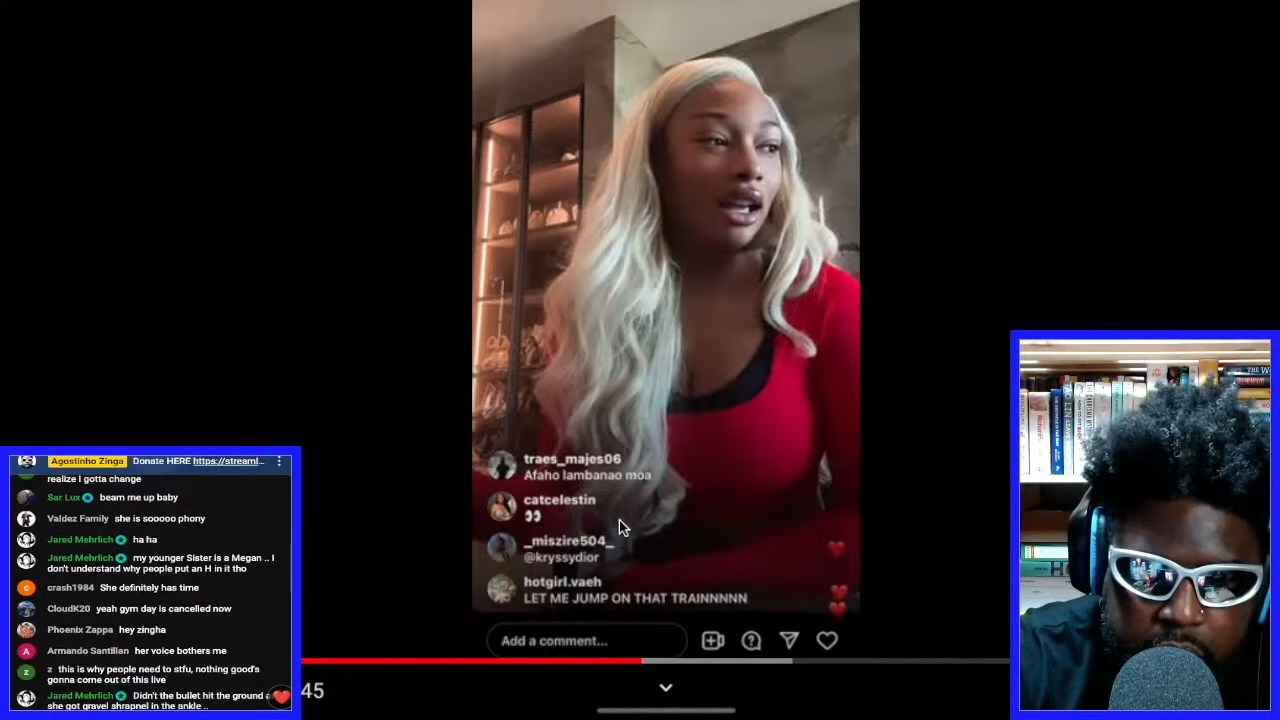 traes_majes06
Afaho lambanao moa
catcelestin
👀
_miszire504_
@kryssydior
hotgirl.vaeh
LET ME JUMP ON THAT TRAINNNNN
Add a comment...
45
Agostinho Zinga Donate HERE https://streaml...
realize I gotta change
Sar Lux beam me up baby
Valdez Family she is sooooo phony
Jared Mehrlich ha ha
Jared Mehrlich my younger Sister is a Megan .. I
don't understand why people put an H in it tho
crash1984 She definitely has time
CloudK20 yeah gym day is cancelled now
Phoenix Zappa hey zingha
A Armando Santillan her voice bothers me
z z this is why people need to stfu, nothing good's
gonna come out of this live
Jared Mehrlich Didn't the bullet hit the ground a
she got gravel shrapnel in the ankle ..